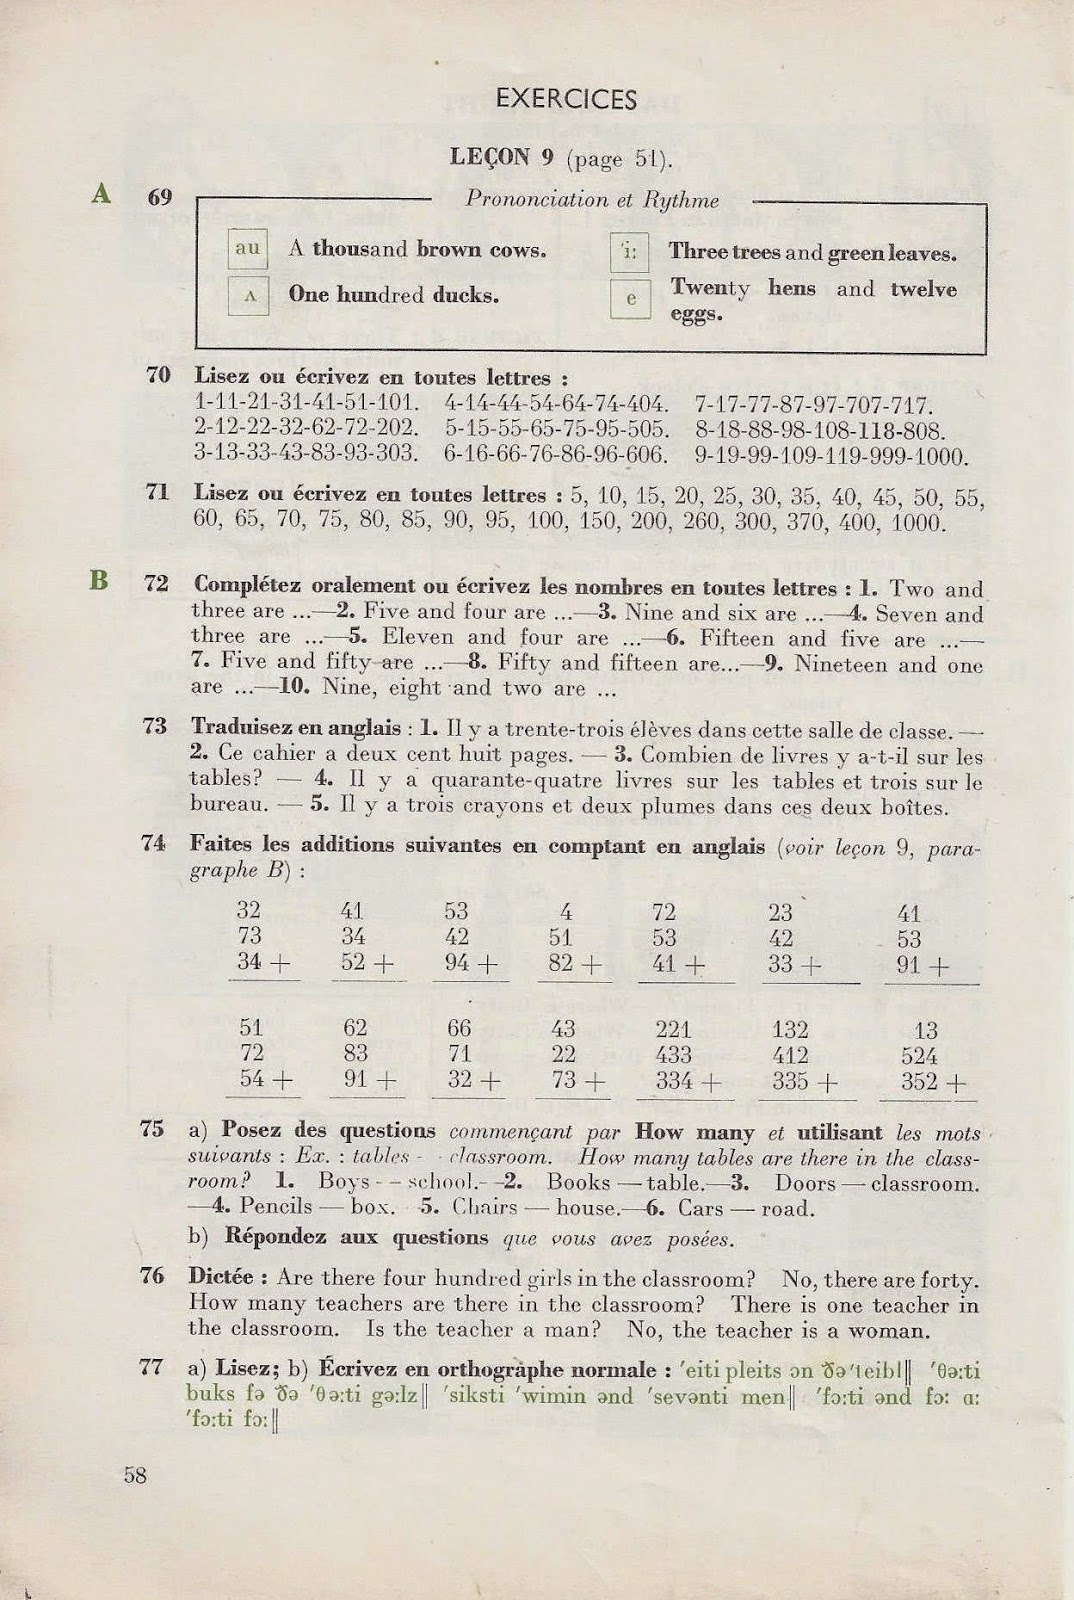 EXERCICES
LEÇON 9 (page 51).
A 69 Prononciation et Rythme
au A thousand brown cows.
ʌ One hundred ducks.
'i: Three trees and green leaves.
e Twenty hens and twelve
eggs.
70 Lisez ou écrivez en toutes lettres :
1-11-21-31-41-51-101. 4-14-44-54-64-74-404. 7-17-77-87-97-707-717.
2-12-22-32-62-72-202. 5-15-55-65-75-95-505. 8-18-88-98-108-118-808.
3-13-33-43-83-93-303. 6-16-66-76-86-96-606. 9-19-99-109-119-999-1000.
71 Lisez ou écrivez en toutes lettres : 5, 10, 15, 20, 25, 30, 35, 40, 45, 50, 55,
60, 65, 70, 75, 80, 85, 90, 95, 100, 150, 200, 260, 300, 370, 400, 1000.
B 72 Complétez oralement ou écrivez les nombres en toutes lettres : 1. Two and
three are ...—2. Five and four are ...—3. Nine and six are ...—4. Seven and
three are ...—5. Eleven and four are ...—6. Fifteen and five are ...—
7. Five and fifty are ...—8. Fifty and fifteen are...—9. Nineteen and one
are ...—10. Nine, eight and two are ...
73 Traduisez en anglais : 1. Il y a trente-trois élèves dans cette salle de classe. —
2. Ce cahier a deux cent huit pages. — 3. Combien de livres y a-t-il sur les
tables? — 4. Il y a quarante-quatre livres sur les tables et trois sur le
bureau. — 5. Il y a trois crayons et deux plumes dans ces deux boîtes.
74 Faites les additions suivantes en comptant en anglais (voir leçon 9, para-
graphe B) :
32 41 53 4 72 23 41
73 34 42 51 53 42 53
34 + 52 + 94 + 82 + 41 + 33 + 91 +
51 62 66 43 221 132 13
72 83 71 22 433 412 524
54 + 91 + 32 + 73 + 334 + 335 + 352 +
75 a) Posez des questions commençant par How many et utilisant les mots
suivants : Ex. : tables - - classroom. How many tables are there in the class-
room? 1. Boys - – school.- -2. Books — table.—3. Doors — classroom.
—4. Pencils — box. 5. Chairs — house.—6. Cars — road.
b) Répondez aux questions que vous avez posées.
76 Dictée : Are there four hundred girls in the classroom? No, there are forty.
How many teachers are there in the classroom? There is one teacher in
the classroom. Is the teacher a man? No, the teacher is a woman.
77 a) Lisez; b) Écrivez en orthographe normale : 'eiti pleits ɔn ðə 'teibl‖ 'θə:ti
buks fə ðə 'θə:ti gə:lz‖ 'siksti 'wimin ənd 'sevənti men‖ 'fɔ:ti ənd fɔ: ɑ:
'fɔ:ti fɔ:‖
58